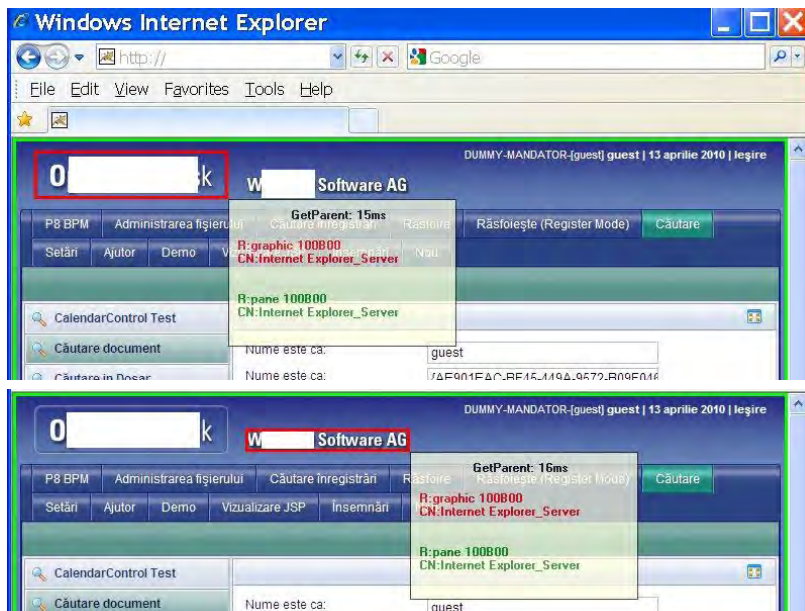 Windows Internet Explorer
http:// Google
File Edit View Favorites Tools Help
DUMMY-MANDATOR-[guest] guest | 13 aprilie 2010 | Ieşire
O k W Software AG
GetParent: 15ms
P8 BPM Administrarea fişierului Căutare înregistrări Răsfoire Răsfoieşte (Register Mode) Căutare
R:graphic 100B00
Setări Ajutor Demo Nou
CN:Internet Explorer_Server
R:pane 100B00
CN:Internet Explorer_Server
CalendarControl Test
Căutare document Nume este ca: guest
Căutare in Dosar Nume este ca:
DUMMY-MANDATOR-[guest] guest | 13 aprilie 2010 | Ieşire
O k W Software AG
GetParent: 16ms
P8 BPM Administrarea fişierului Căutare înregistrări Răsfoire Răsfoieşte (Register Mode) Căutare
R:graphic 100B00
Setări Ajutor Demo Vizualizare JSP Însemnări
CN:Internet Explorer_Server
R:pane 100B00
CN:Internet Explorer_Server
CalendarControl Test
Căutare document Nume este ca: guest